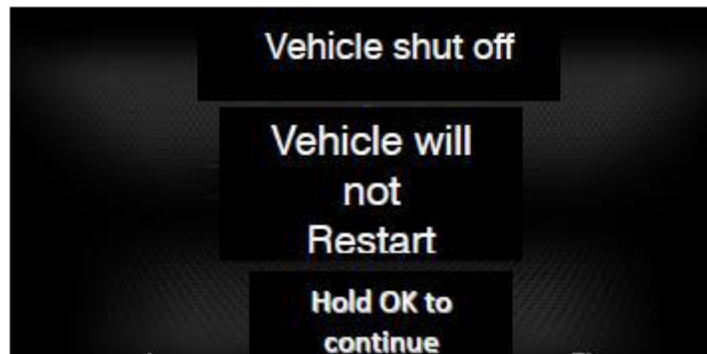 Vehicle shut off
Vehicle will
not
Restart
Hold OK to
continue